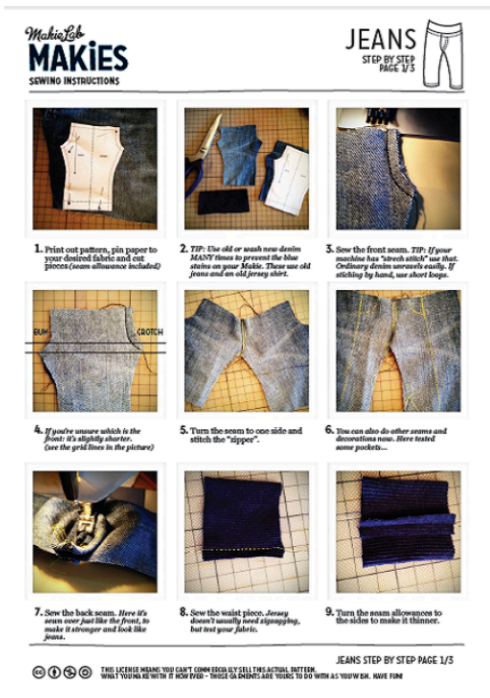 MakieLab
MAKiES
SEWING INSTRUCTIONS
JEANS
STEP BY STEP
PAGE 1/3
1. Print out pattern, pin paper to
your desired fabric and cut
pieces (seam allowance included)
2. TIP: Use old or wash new denim
MANY times to prevent the blue
stains on your Makie. These use old
jeans and an old jersey shirt.
3. Sew the front seam. TIP: If your
machine has "strech stitch" use that.
Ordinary denim unravels easily. If
stiching by hand, use short loops.
BUM
CROTCH
4. If you're unsure which is the
front: it's slightly shorter.
(see the grid lines in the picture)
5. Turn the seam to one side and
stitch the "zipper".
6. You can also do other seams and
decorations now. Here tested
some pockets...
7. Sew the back seam. Here it's
sewn over just like the front, to
make it stronger and look like
jeans.
8. Sew the waist piece. Jersey
doesn't usually need zigzagging,
but test your fabric.
9. Turn the seam allowances to
the sides to make it thinner.
JEANS STEP BY STEP PAGE 1/3
THIS LICENSE MEANS YOU CAN'T COMMERCIALLY SELL THIS ACTUAL PATTERN.
WHAT YOU MAKE WITH IT HOWEVER - THOSE GARMENTS ARE YOURS TO DO WITH AS YOU WISH. HAVE FUN!